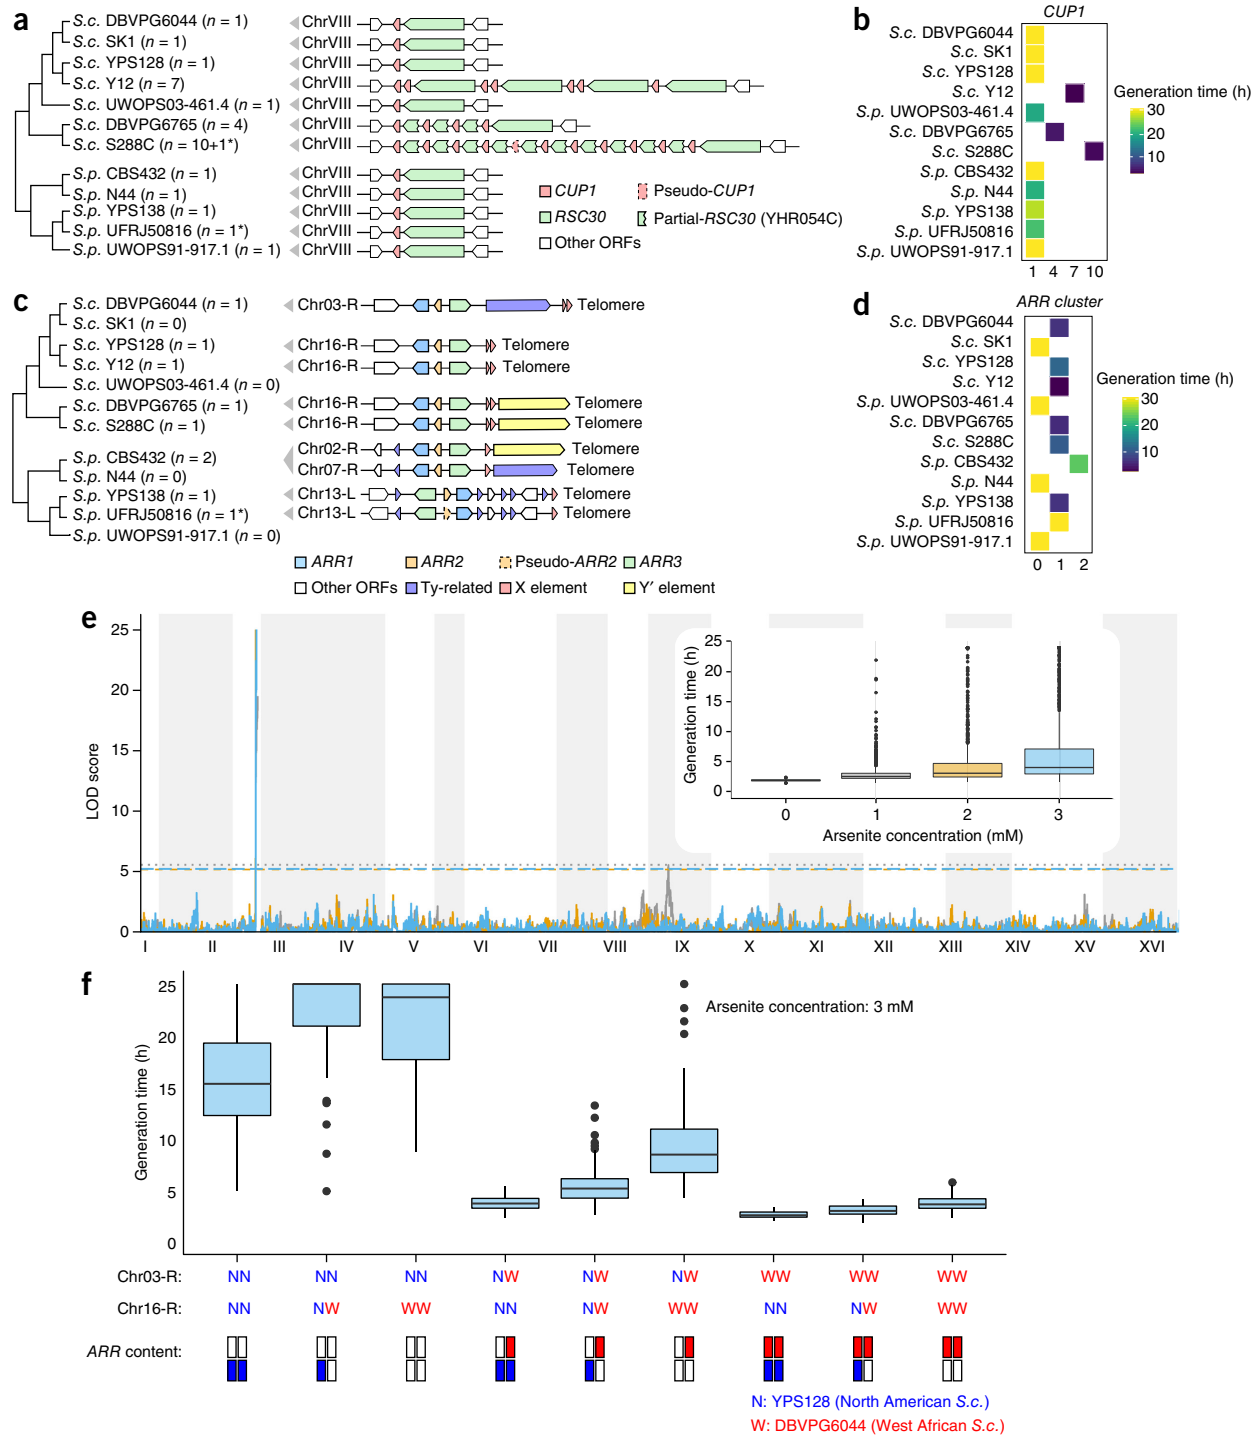 a
S.c. DBVPG6044 (n = 1)
S.c. SK1 (n = 1)
S.c. YPS128 (n = 1)
S.c. Y12 (n = 7)
S.c. UWOPS03-461.4 (n = 1)
S.c. DBVPG6765 (n = 4)
S.c. S288C (n = 10+1*)
S.p. CBS432 (n = 1)
S.p. N44 (n = 1)
S.p. YPS138 (n = 1)
S.p. UFRJ50816 (n = 1*)
S.p. UWOPS91-917.1 (n = 1)
ChrVIII
ChrVIII
ChrVIII
ChrVIII
ChrVIII
ChrVIII
ChrVIII
ChrVIII
ChrVIII
ChrVIII
ChrVIII
ChrVIII
CUP1
Pseudo-CUP1
RSC30
Partial-RSC30 (YHR054C)
Other ORFs
b
CUP1
S.c. DBVPG6044
S.c. SK1
S.c. YPS128
S.c. Y12
S.p. UWOPS03-461.4
S.c. DBVPG6765
S.c. S288C
S.p. CBS432
S.p. N44
S.p. YPS138
S.p. UFRJ50816
S.p. UWOPS91-917.1
1 4 7 10
Generation time (h)
30
20
10
c
S.c. DBVPG6044 (n = 1)
S.c. SK1 (n = 0)
S.c. YPS128 (n = 1)
S.c. Y12 (n = 1)
S.c. UWOPS03-461.4 (n = 0)
S.c. DBVPG6765 (n = 1)
S.c. S288C (n = 1)
S.p. CBS432 (n = 2)
S.p. N44 (n = 0)
S.p. YPS138 (n = 1)
S.p. UFRJ50816 (n = 1*)
S.p. UWOPS91-917.1 (n = 0)
Chr03-R Telomere
Chr16-R Telomere
Chr16-R Telomere
Chr16-R Telomere
Chr16-R Telomere
Chr02-R Telomere
Chr07-R Telomere
Chr13-L Telomere
Chr13-L Telomere
ARR1 ARR2 Pseudo-ARR2 ARR3
Other ORFs Ty-related X element Y′ element
d
ARR cluster
S.c. DBVPG6044
S.c. SK1
S.c. YPS128
S.c. Y12
S.p. UWOPS03-461.4
S.c. DBVPG6765
S.c. S288C
S.p. CBS432
S.p. N44
S.p. YPS138
S.p. UFRJ50816
S.p. UWOPS91-917.1
0 1 2
Generation time (h)
30
20
10
e
LOD score
25
20
15
10
5
0
I II III IV V VI VII VIII IX X XI XII XIII XIV XV XVI
Generation time (h)
25
20
15
10
5
0
0 1 2 3
Arsenite concentration (mM)
f
Arsenite concentration: 3 mM
Generation time (h)
25
20
15
10
5
0
Chr03-R: NN NN NN NW NW NW WW WW WW
Chr16-R: NN NW WW NN NW WW NN NW WW
ARR content:
N: YPS128 (North American S.c.)
W: DBVPG6044 (West African S.c.)